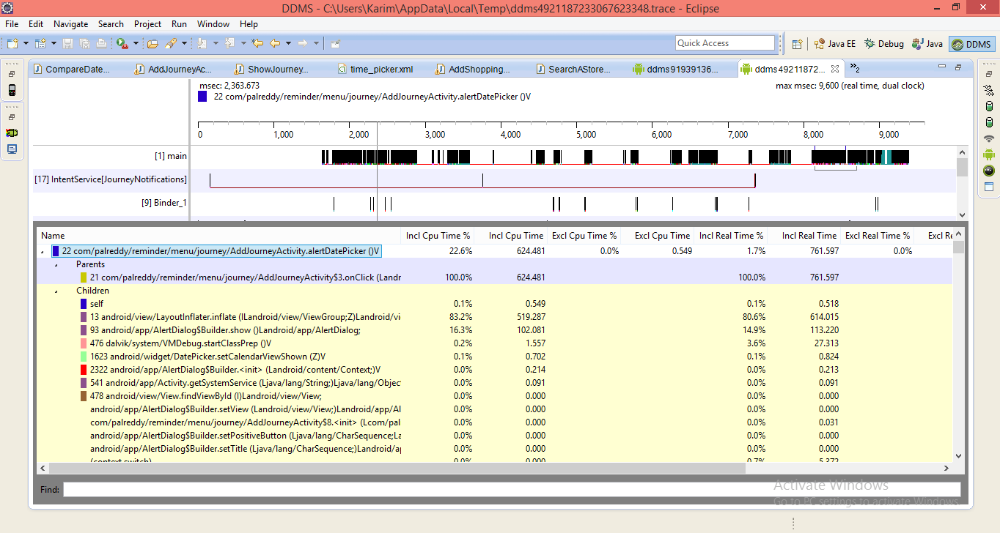 DDMS - C:\Users\Karim\AppData\Local\Temp\ddms4921187233067623348.trace - Eclipse
File Edit Navigate Search Project Run Window Help
Quick Access Java EE Debug Java DDMS
CompareDate... AddJourneyAc... ShowJourney... time_picker.xml AddShopping... SearchAStore... ddms91939136... ddms49211872... »2
msec: 2,363.673 max msec: 9,600 (real time, dual clock)
22 com/palreddy/reminder/menu/journey/AddJourneyActivity.alertDatePicker ()V
0 1,000 2,000 3,000 4,000 5,000 6,000 7,000 8,000 9,000
[1] main
[17] IntentService[JourneyNotifications]
[9] Binder_1
Name Incl Cpu Time % Incl Cpu Time Excl Cpu Time % Excl Cpu Time Incl Real Time % Incl Real Time Excl Real Time % Excl Re
22 com/palreddy/reminder/menu/journey/AddJourneyActivity.alertDatePicker ()V 22.6% 624.481 0.0% 0.549 1.7% 761.597 0.0%
Parents
21 com/palreddy/reminder/menu/journey/AddJourneyActivity$3.onClick (Landr 100.0% 624.481 100.0% 761.597
Children
self 0.1% 0.549 0.1% 0.518
13 android/view/LayoutInflater.inflate (ILandroid/view/ViewGroup;Z)Landroid/vi 83.2% 519.287 80.6% 614.015
93 android/app/AlertDialog$Builder.show ()Landroid/app/AlertDialog; 16.3% 102.081 14.9% 113.220
476 dalvik/system/VMDebug.startClassPrep ()V 0.2% 1.557 3.6% 27.313
1623 android/widget/DatePicker.setCalendarViewShown (Z)V 0.1% 0.702 0.1% 0.824
2322 android/app/AlertDialog$Builder.<init> (Landroid/content/Context;)V 0.0% 0.214 0.0% 0.213
541 android/app/Activity.getSystemService (Ljava/lang/String;)Ljava/lang/Objec 0.0% 0.091 0.0% 0.091
478 android/view/View.findViewById (I)Landroid/view/View; 0.0% 0.000 0.0% 0.000
android/app/AlertDialog$Builder.setView (Landroid/view/View;)Landroid/app/Al 0.0% 0.000 0.0% 0.000
com/palreddy/reminder/menu/journey/AddJourneyActivity$8.<init> (Lcom/pal 0.0% 0.000 0.0% 0.031
android/app/AlertDialog$Builder.setPositiveButton (Ljava/lang/CharSequence;La 0.0% 0.000 0.0% 0.000
android/app/AlertDialog$Builder.setTitle (Ljava/lang/CharSequence;)Landroid/a 0.0% 0.000 0.0% 0.000
(context switch) 0.0% 0.000 0.7% 5.372
Find:
Activate Windows
Go to PC settings to activate Windows.